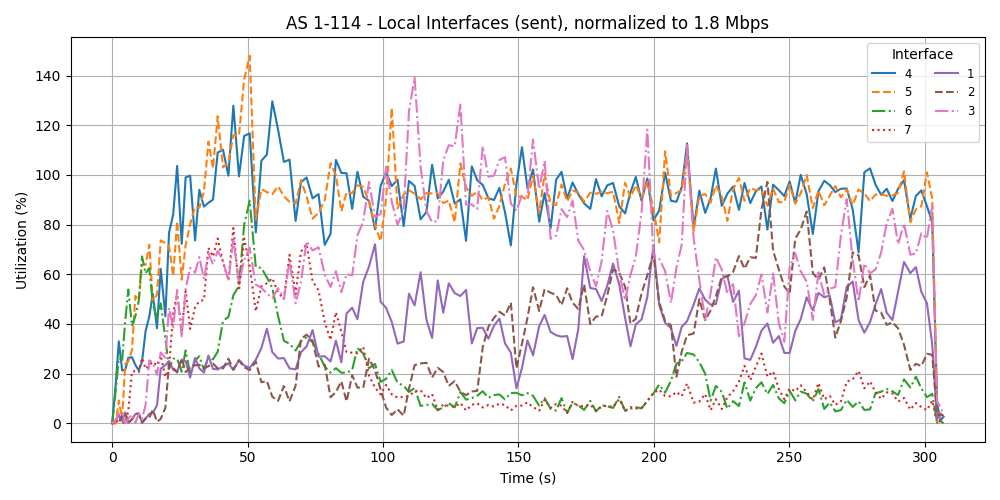 AS 1-114 - Local Interfaces (sent), normalized to 1.8 Mbps
Utilization (%)
140
120
100
80
60
40
20
0
Interface
4 1
5 2
6 3
7
0 50 100 150 200 250 300
Time (s)